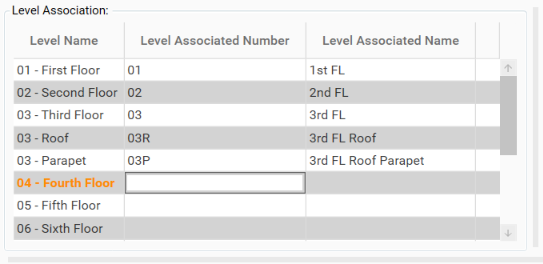 Level Association:
Level Name Level Associated Number Level Associated Name
01 - First Floor 01 1st FL
02 - Second Floor 02 2nd FL
03 - Third Floor 03 3rd FL
03 - Roof 03R 3rd FL Roof
03 - Parapet 03P 3rd FL Roof Parapet
04 - Fourth Floor
05 - Fifth Floor
06 - Sixth Floor